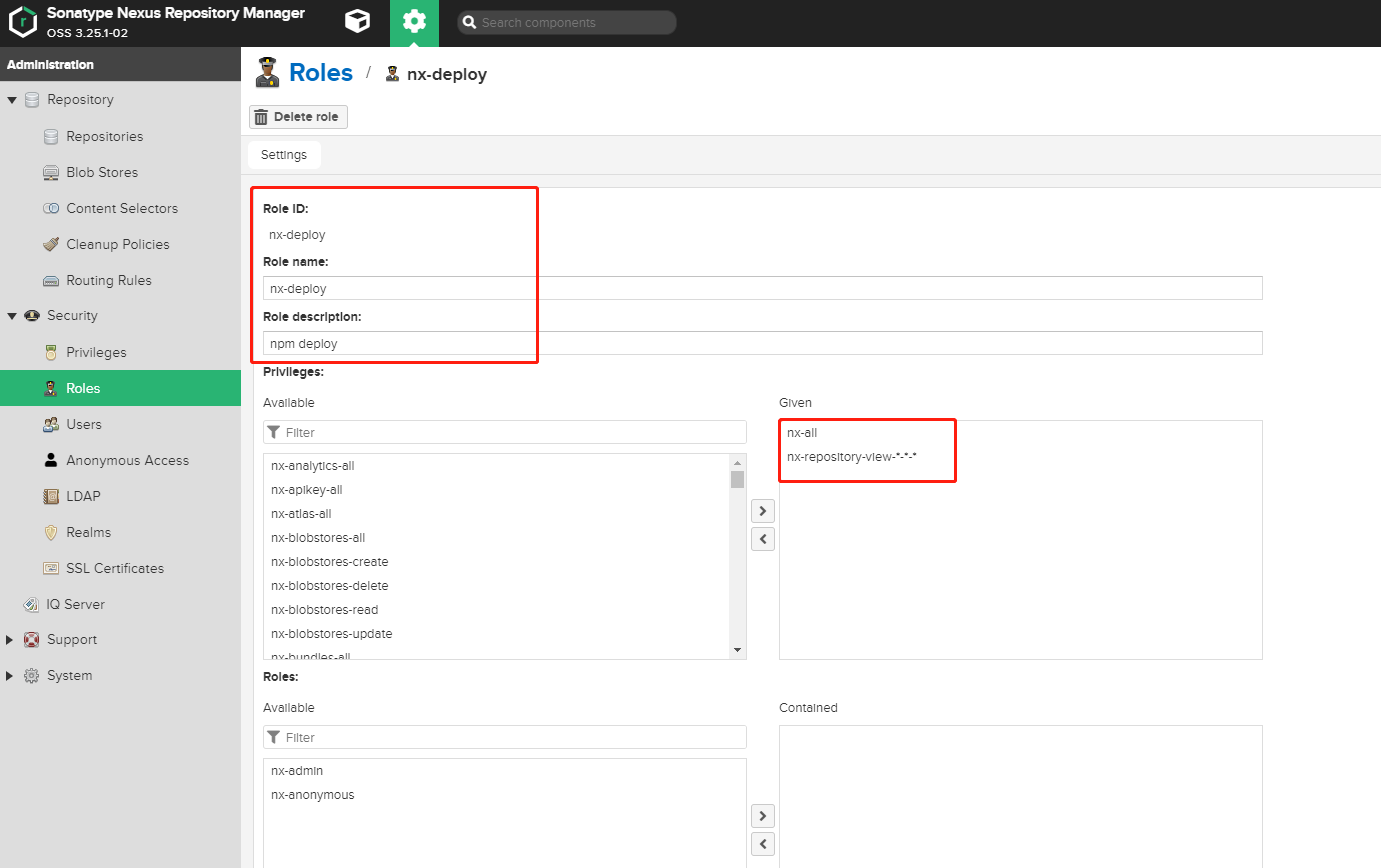 Sonatype Nexus Repository Manager
OSS 3.25.1-02
Search components
Administration
Repository
Repositories
Blob Stores
Content Selectors
Cleanup Policies
Routing Rules
Security
Privileges
Roles
Users
Anonymous Access
LDAP
Realms
SSL Certificates
IQ Server
Support
System
Roles / nx-deploy
Delete role
Settings
Role ID:
nx-deploy
Role name:
nx-deploy
Role description:
npm deploy
Privileges:
Available
Filter
nx-analytics-all
nx-apikey-all
nx-atlas-all
nx-blobstores-all
nx-blobstores-create
nx-blobstores-delete
nx-blobstores-read
nx-blobstores-update
nx-bundles-all
Given
nx-all
nx-repository-view-*-*-*
Roles:
Available
Filter
nx-admin
nx-anonymous
Contained